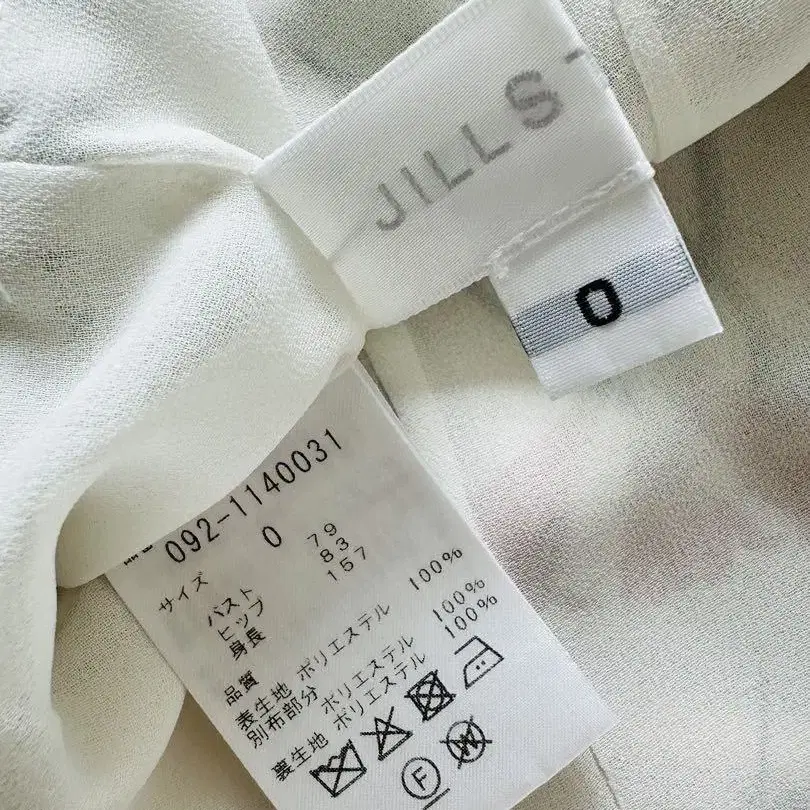 JILLS
0
092-1140031
サイズ 0
バスト 79
ヒップ 83
身長 157
品質
表生地 ポリエステル 100%
別布部分 ポリエステル 100%
裏生地 ポリエステル 100%
F
W